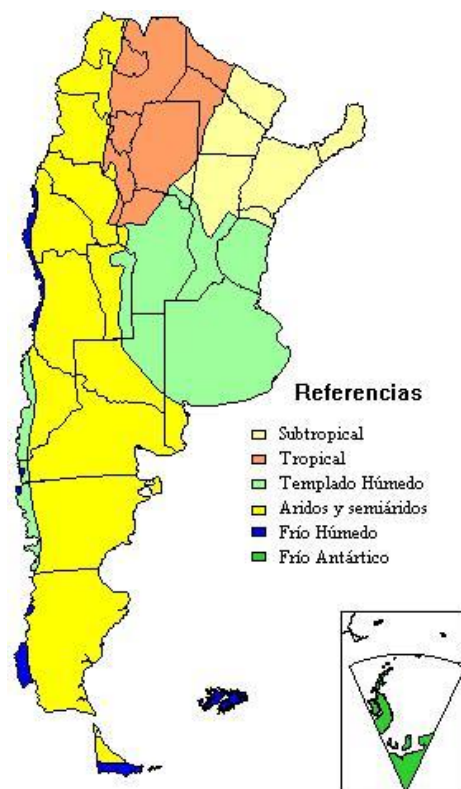 Referencias
Subtropical
Tropical
Templado Húmedo
Aridos y semiáridos
Frío Húmedo
Frío Antártico